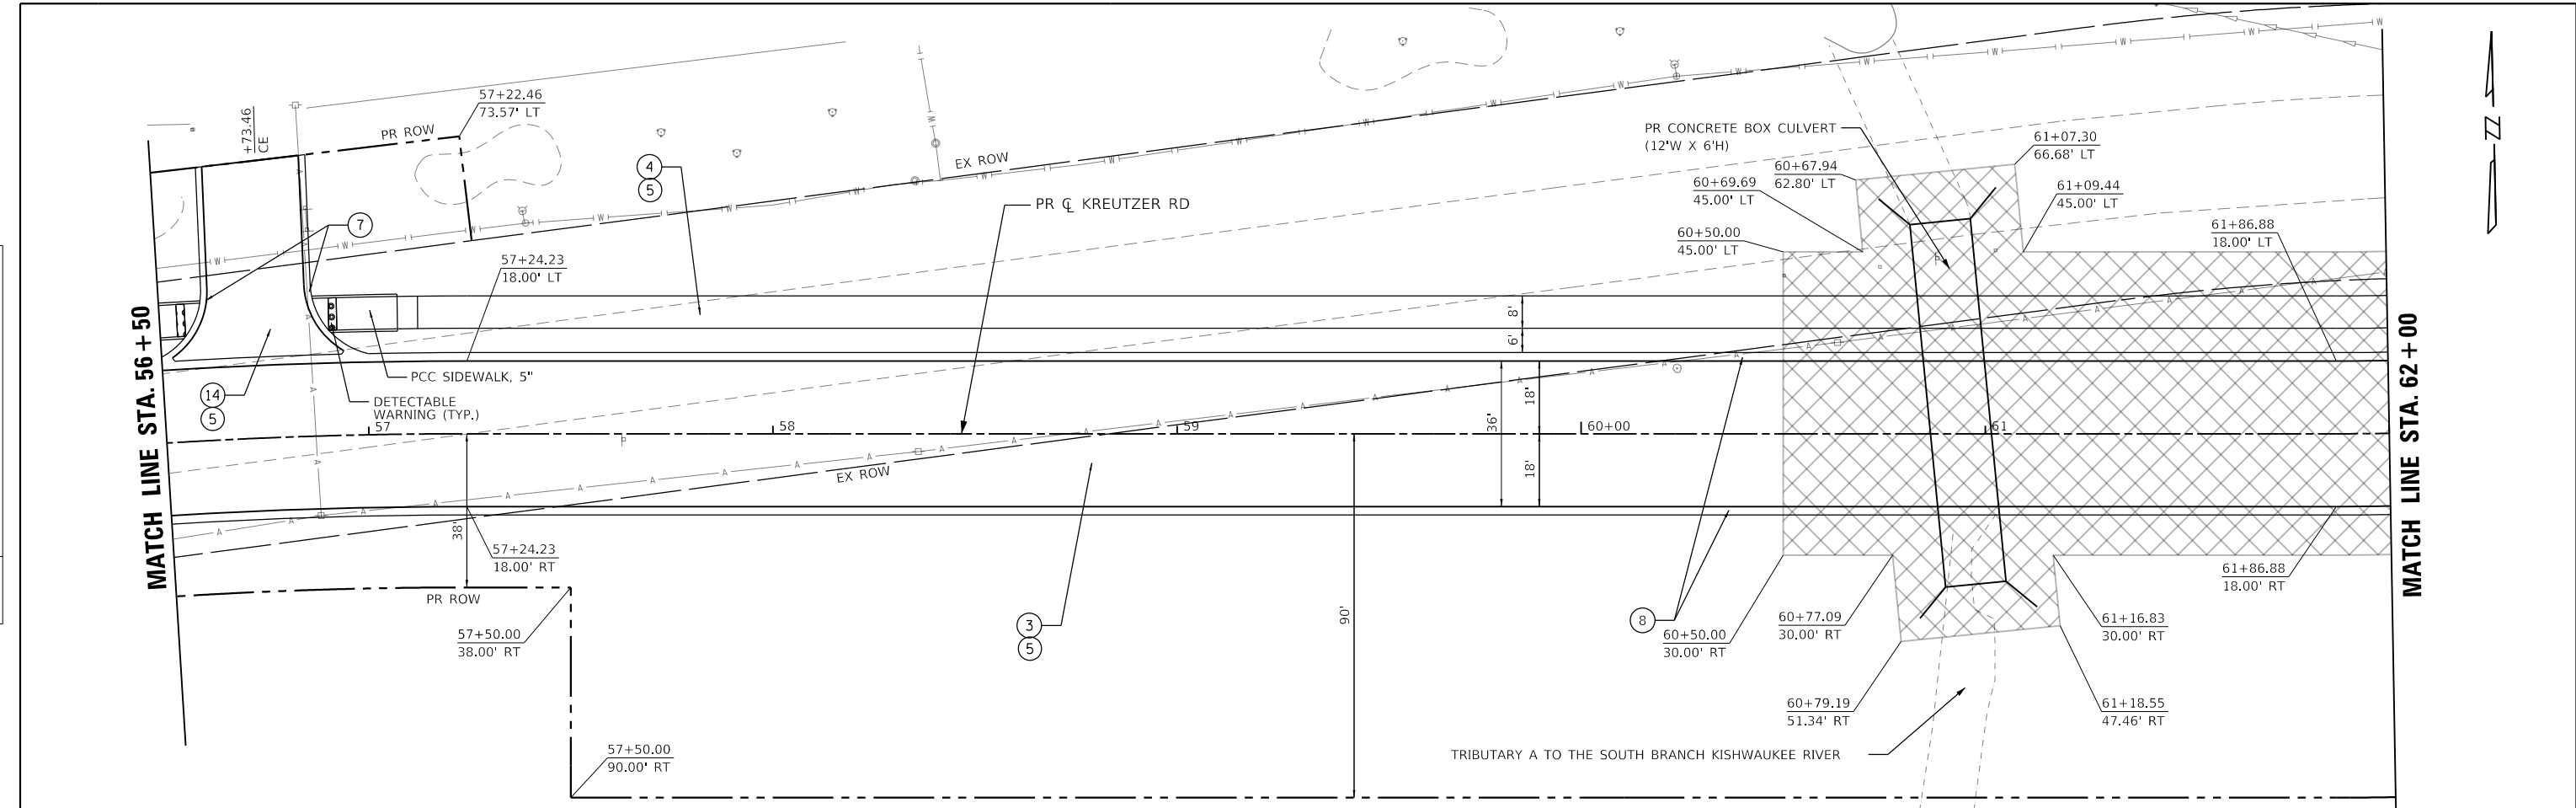 57+22.46
73.57' LT
+73.46
CE
PR ROW
EX ROW
4
5
7
PR ℄ KREUTZER RD
PR CONCRETE BOX CULVERT
(12'W X 6'H)
61+07.30
66.68' LT
60+67.94
62.80' LT
60+69.69
45.00' LT
61+09.44
45.00' LT
60+50.00
45.00' LT
61+86.88
18.00' LT
57+24.23
18.00' LT
8'
6'
N
MATCH LINE STA. 56+50
MATCH LINE STA. 62+00
PCC SIDEWALK, 5"
DETECTABLE
WARNING (TYP.)
14
5
57
58
59
60+00
61
36'
18'
18'
EX ROW
38'
57+24.23
18.00' RT
PR ROW
57+50.00
38.00' RT
3
5
90'
8
60+50.00
30.00' RT
60+77.09
30.00' RT
61+16.83
30.00' RT
61+86.88
18.00' RT
60+79.19
51.34' RT
61+18.55
47.46' RT
57+50.00
90.00' RT
TRIBUTARY A TO THE SOUTH BRANCH KISHWAUKEE RIVER